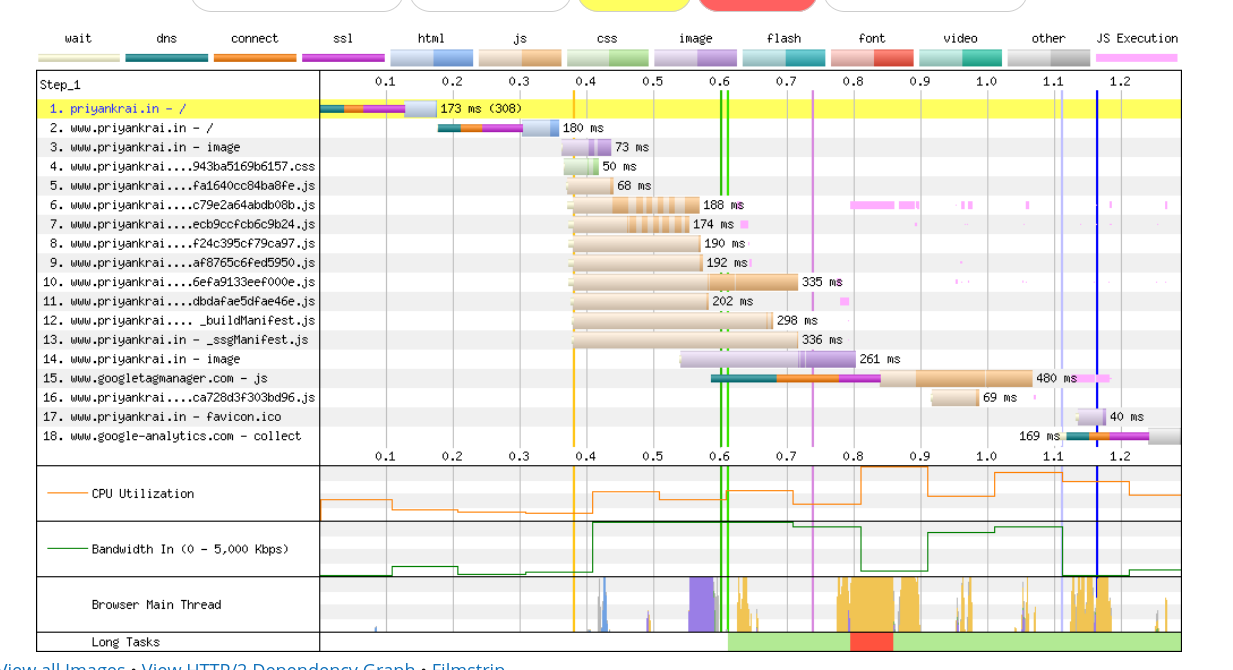 wait dns connect ssl html js css image flash font video other JS Execution
Step_1 0.1 0.2 0.3 0.4 0.5 0.6 0.7 0.8 0.9 1.0 1.1 1.2
1. priyankrai.in - / 173 ms (308)
2. www.priyankrai.in - / 180 ms
3. www.priyankrai.in - image 73 ms
4. www.priyankrai....943ba5169b6157.css 50 ms
5. www.priyankrai....fa1640cc84ba8fe.js 68 ms
6. www.priyankrai....c79e2a64abdb08b.js 188 ms
7. www.priyankrai....ecb9ccfcb6c9b24.js 174 ms
8. www.priyankrai....f24c395cf79ca97.js 190 ms
9. www.priyankrai....af8765c6fed5950.js 192 ms
10. www.priyankrai....6efa9133eef000e.js 335 ms
11. www.priyankrai....dbdafae5dfae46e.js 202 ms
12. www.priyankrai.... _buildManifest.js 298 ms
13. www.priyankrai.in - _ssgManifest.js 336 ms
14. www.priyankrai.in - image 261 ms
15. www.googletagmanager.com - js 480 ms
16. www.priyankrai....ca728d3f303bd96.js 69 ms
17. www.priyankrai.in - favicon.ico 40 ms
18. www.google-analytics.com - collect 169 ms
0.1 0.2 0.3 0.4 0.5 0.6 0.7 0.8 0.9 1.0 1.1 1.2
CPU Utilization
Bandwidth In (0 - 5,000 Kbps)
Browser Main Thread
Long Tasks
View all Images • View HTTP/2 Dependency Graph • Filmstrip